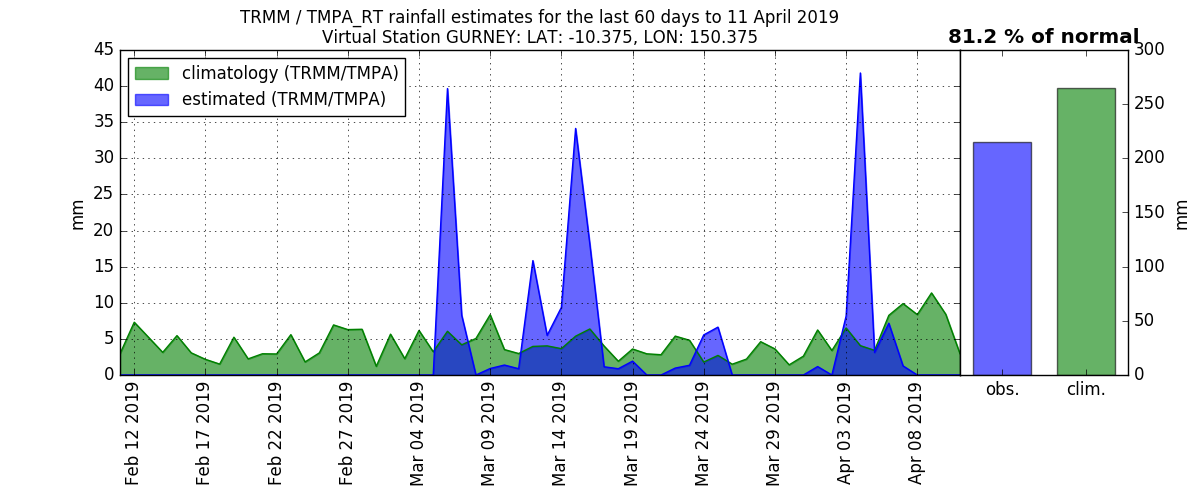 TRMM / TMPA_RT rainfall estimates for the last 60 days to 11 April 2019
Virtual Station GURNEY: LAT: -10.375, LON: 150.375
81.2 % of normal
climatology (TRMM/TMPA)
estimated (TRMM/TMPA)
mm
45
40
35
30
25
20
15
10
5
0
Feb 12 2019
Feb 17 2019
Feb 22 2019
Feb 27 2019
Mar 04 2019
Mar 09 2019
Mar 14 2019
Mar 19 2019
Mar 24 2019
Mar 29 2019
Apr 03 2019
Apr 08 2019
300
250
200
150
100
50
0
mm
obs.
clim.